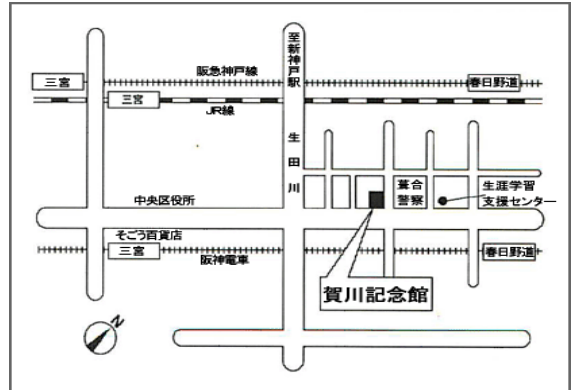 至新神戸駅
阪急神戸線
三宮
春日野道
三宮
JR線
生田川
葺合
警察
生涯学習
支援センター
中央区役所
そごう百貨店
三宮
阪神電車
春日野道
賀川記念館
N